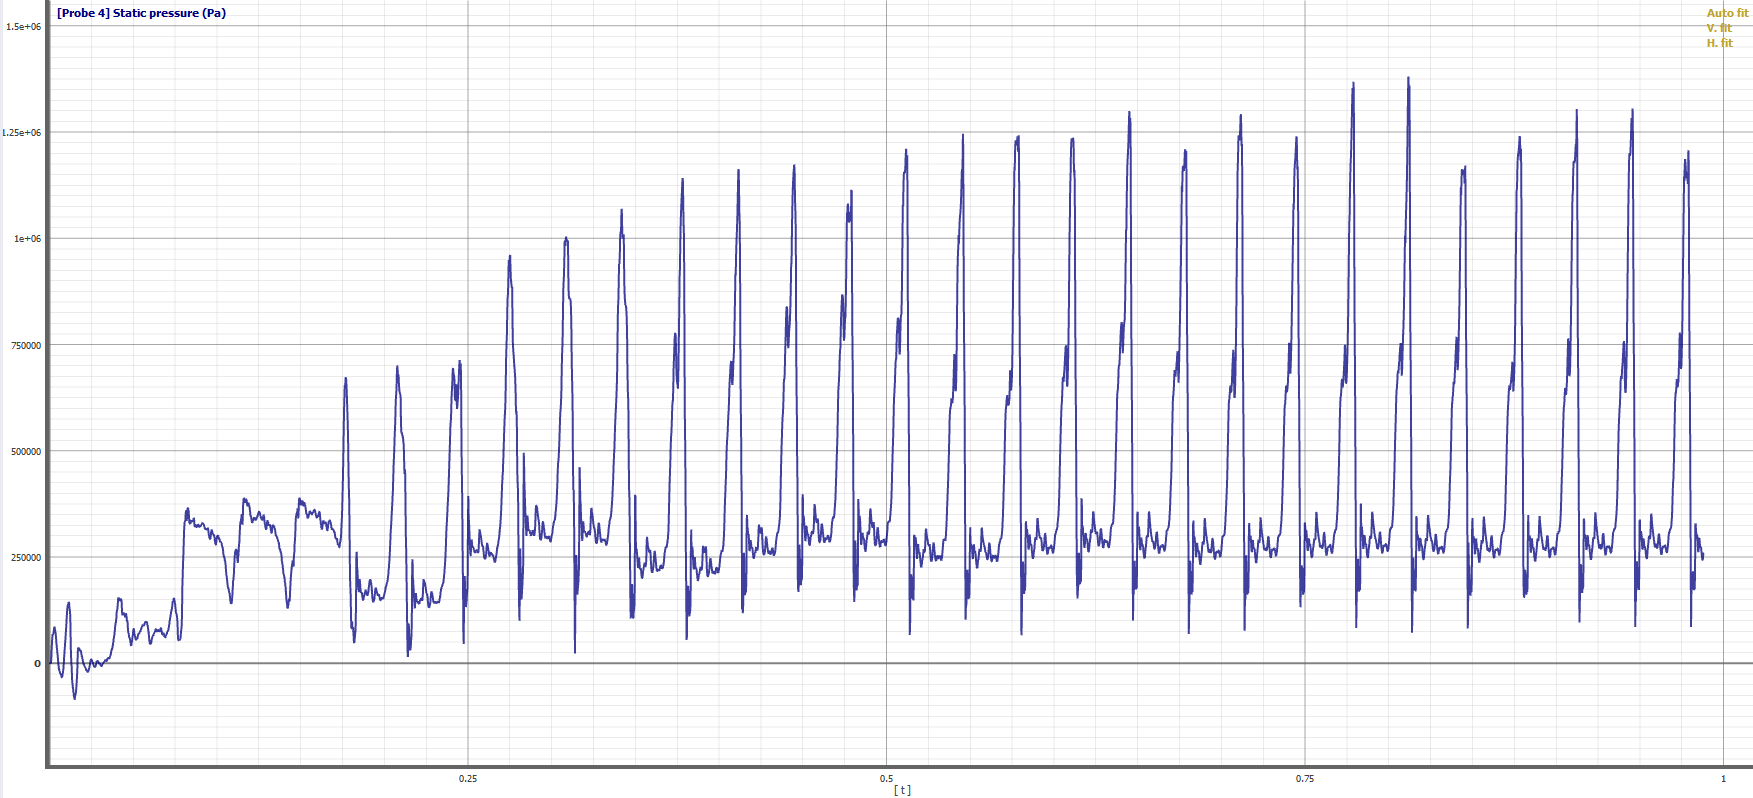 [Probe 4] Static pressure (Pa)
Auto fit
V. fit
H. fit
1.5e+06
1.25e+06
1e+06
750000
500000
250000
0
0.25
0.5
0.75
1
[ t ]